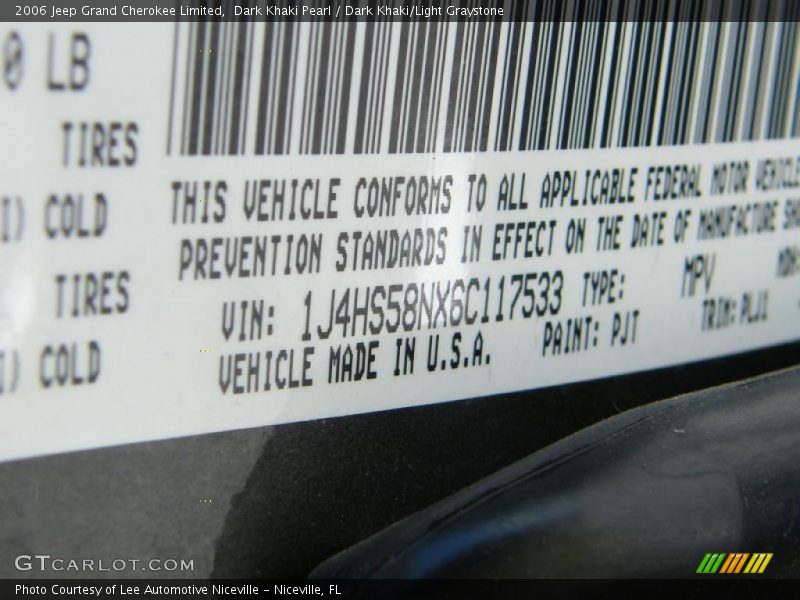 2006 Jeep Grand Cherokee Limited, Dark Khaki Pearl / Dark Khaki/Light Graystone
0 LB
TIRES
) COLD
TIRES
) COLD
THIS VEHICLE CONFORMS TO ALL APPLICABLE FEDERAL MOTOR VEHICLE
PREVENTION STANDARDS IN EFFECT ON THE DATE OF MANUFACTURE
VIN: 1J4HS58NX6C117533 TYPE: MPV
VEHICLE MADE IN U.S.A. PAINT: PJT TRIM: PLJ1
GTCARLOT.COM
Photo Courtesy of Lee Automotive Niceville - Niceville, FL